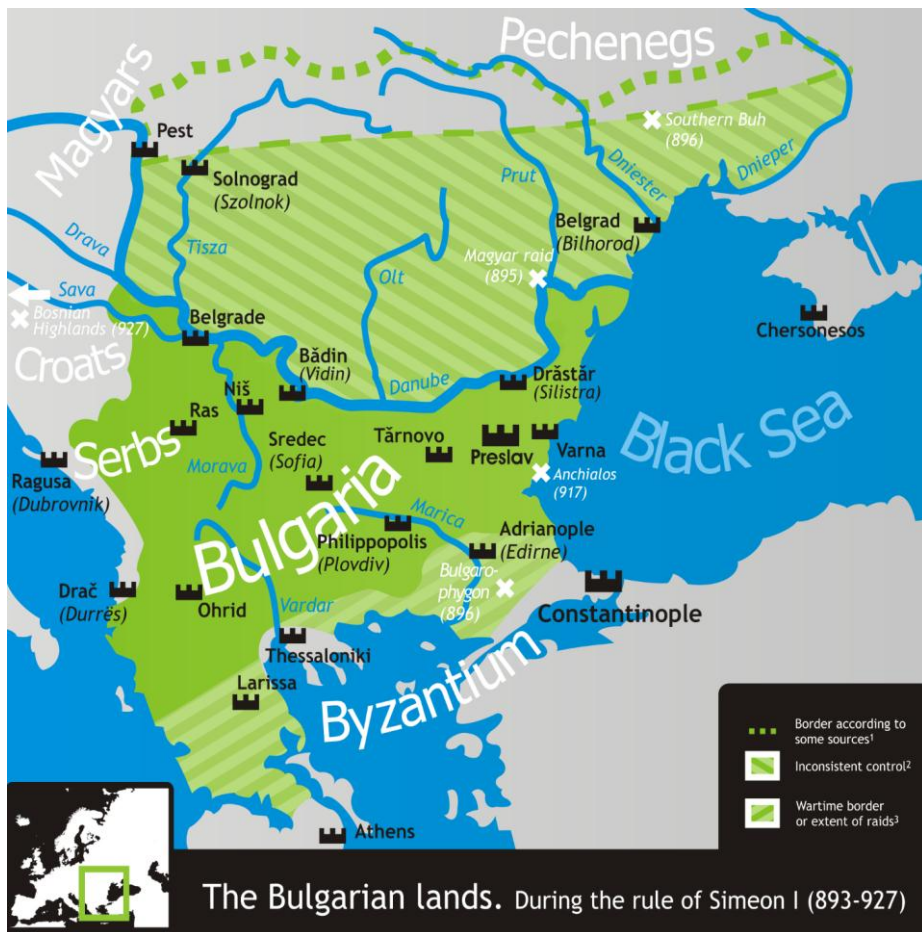 Pechenegs
Magyars
Pest
Southern Buh
(896)
Solnograd
(Szolnok)
Prut
Dniester
Dnieper
Drava
Tisza
Olt
Magyar raid
(895)
Belgrad
(Bilhorod)
Sava
Bosnian
Highlands (927)
Croats
Belgrade
Chersonesos
Bădin
(Vidin)
Danube
Drăstăr
(Silistra)
Niš
Ras
Serbs
Morava
Sredec
(Sofia)
Tărnovo
Preslav
Varna
Black Sea
Anchialos
(917)
Ragusa
(Dubrovnik)
Bulgaria
Marica
Philippopolis
(Plovdiv)
Adrianople
(Edirne)
Bulgaro-
phygon
(896)
Drač
(Durrës)
Ohrid
Vardar
Constantinople
Thessaloniki
Larissa
Byzantium
Athens
Border according to
some sources¹
Inconsistent control²
Wartime border
or extent of raids³
The Bulgarian lands. During the rule of Simeon I (893-927)